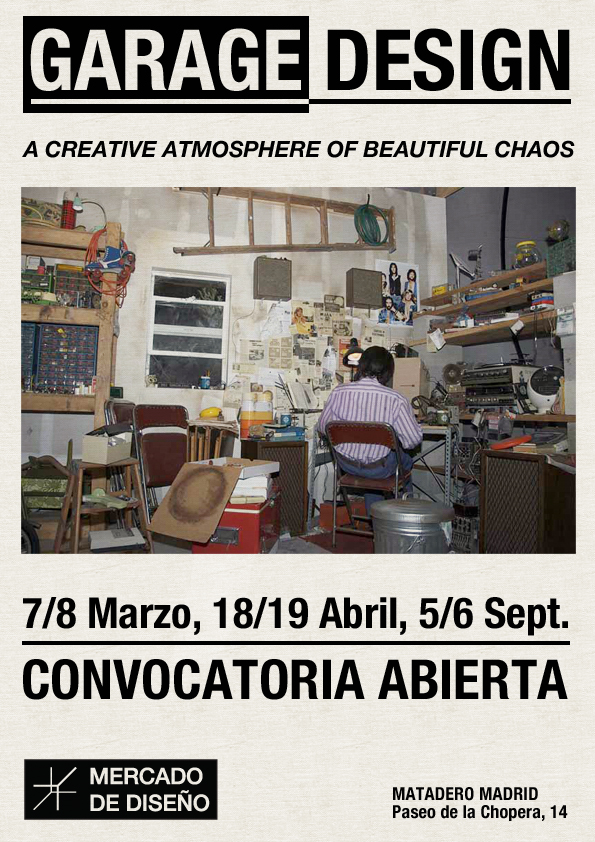 GARAGE DESIGN
A CREATIVE ATMOSPHERE OF BEAUTIFUL CHAOS
7/8 Marzo, 18/19 Abril, 5/6 Sept.
CONVOCATORIA ABIERTA
MERCADO
DE DISEÑO
MATADERO MADRID
Paseo de la Chopera, 14